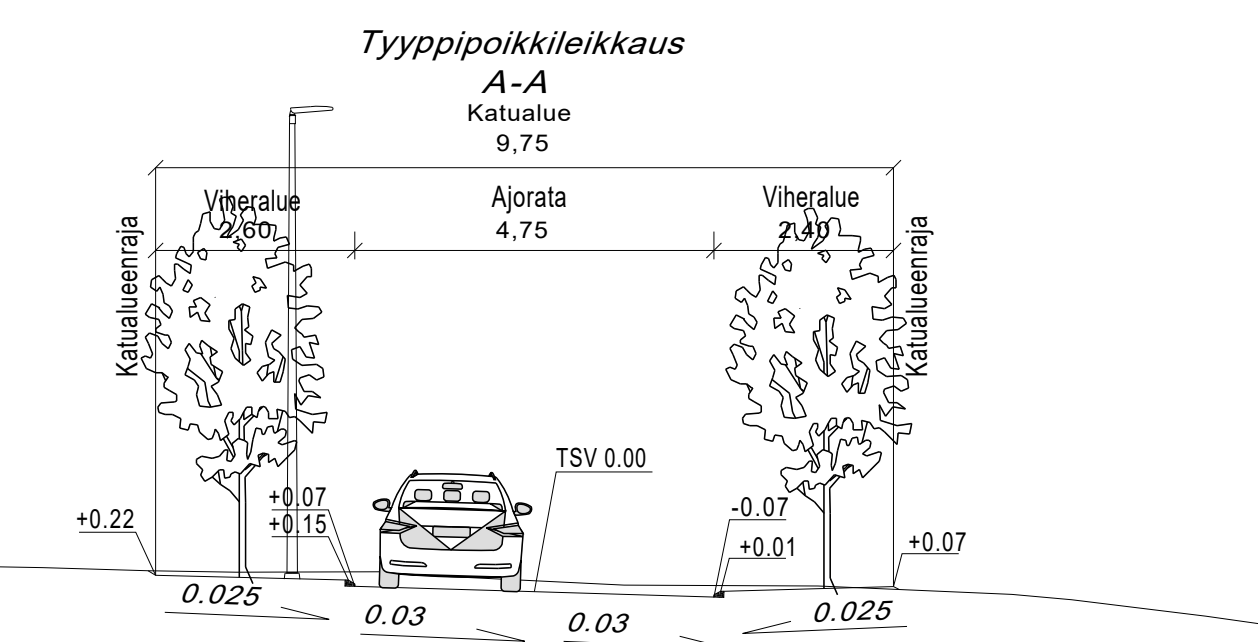 Tyyppipoikkileikkaus
A-A
Katualue
9,75
Viheralue
2,60
Ajorata
4,75
Viheralue
2,40
Katualueenraja
Katualueenraja
TSV 0.00
+0.22
+0.07
+0.15
-0.07
+0.01
+0.07
0.025
0.03
0.03
0.025